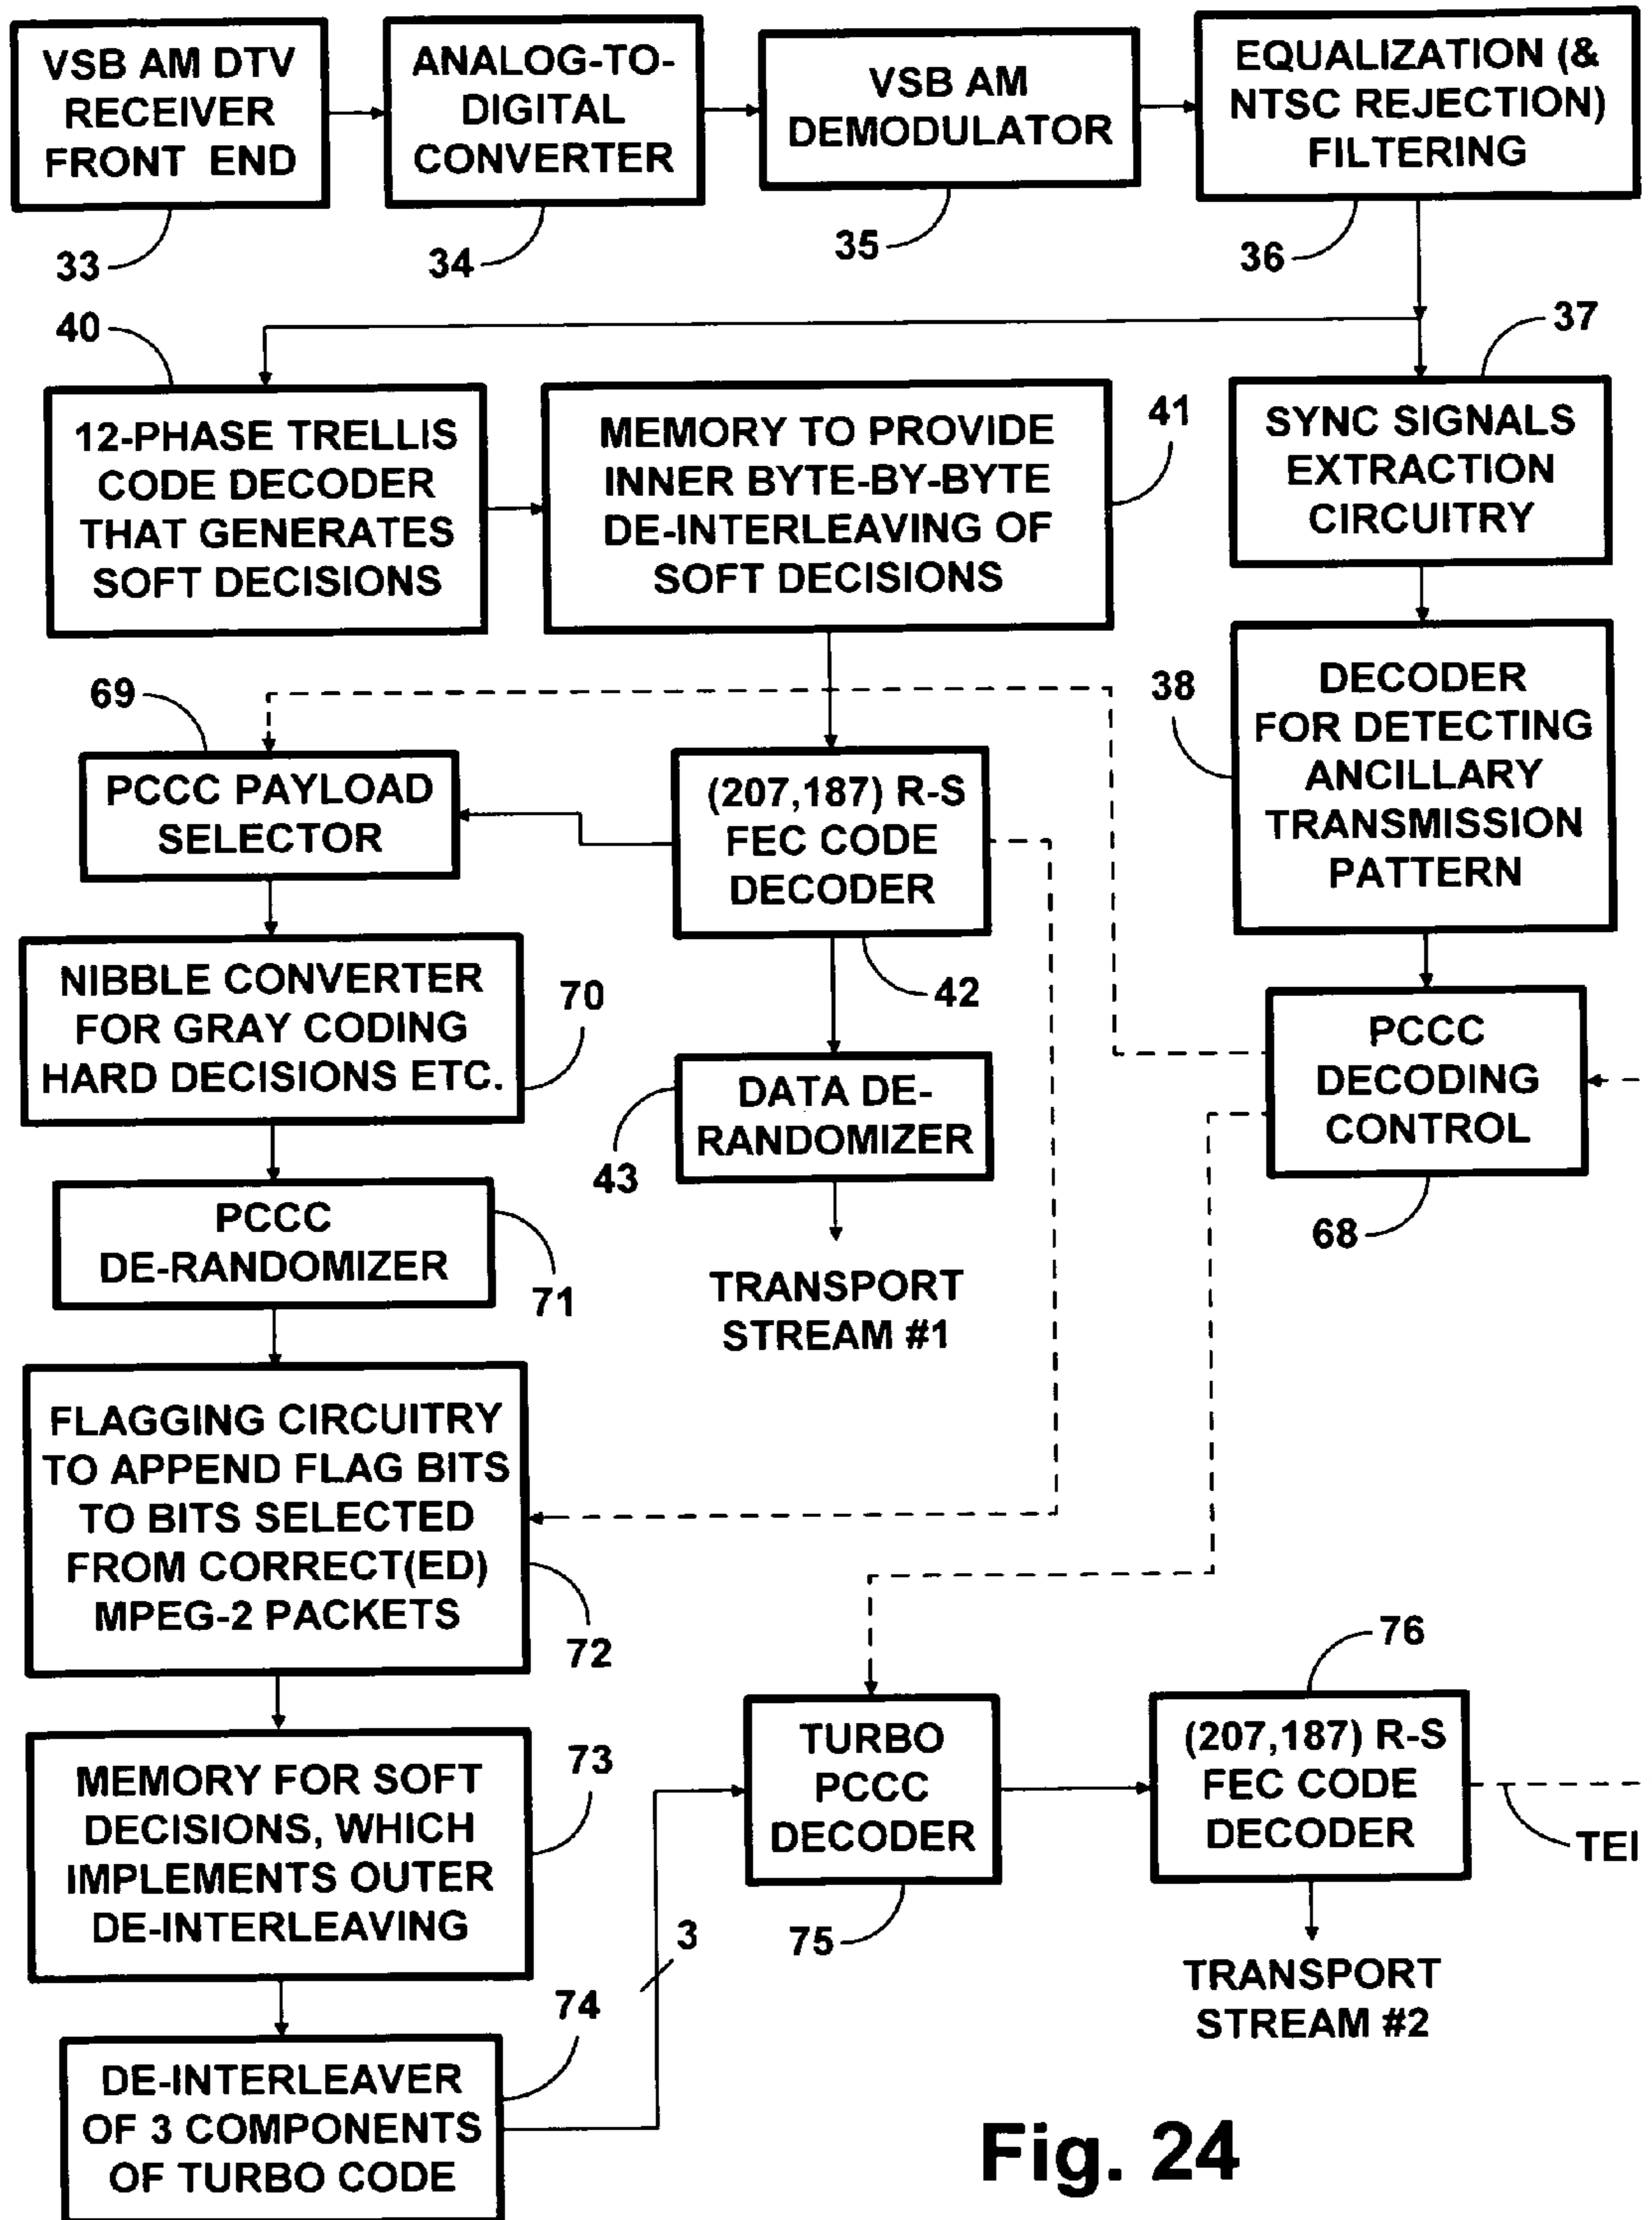 VSB AM DTV
RECEIVER
FRONT END
33
ANALOG-TO-
DIGITAL
CONVERTER
34
VSB AM
DEMODULATOR
35
EQUALIZATION (&
NTSC REJECTION)
FILTERING
36
40
12-PHASE TRELLIS
CODE DECODER
THAT GENERATES
SOFT DECISIONS
MEMORY TO PROVIDE
INNER BYTE-BY-BYTE
DE-INTERLEAVING OF
SOFT DECISIONS
41
37
SYNC SIGNALS
EXTRACTION
CIRCUITRY
38
DECODER
FOR DETECTING
ANCILLARY
TRANSMISSION
PATTERN
69
PCCC PAYLOAD
SELECTOR
(207,187) R-S
FEC CODE
DECODER
42
NIBBLE CONVERTER
FOR GRAY CODING
HARD DECISIONS ETC.
70
DATA DE-
RANDOMIZER
43
PCCC
DECODING
CONTROL
68
PCCC
DE-RANDOMIZER
71
TRANSPORT
STREAM #1
FLAGGING CIRCUITRY
TO APPEND FLAG BITS
TO BITS SELECTED
FROM CORRECT(ED)
MPEG-2 PACKETS
72
MEMORY FOR SOFT
DECISIONS, WHICH
IMPLEMENTS OUTER
DE-INTERLEAVING
73
DE-INTERLEAVER
OF 3 COMPONENTS
OF TURBO CODE
74
3
TURBO
PCCC
DECODER
75
76
(207,187) R-S
FEC CODE
DECODER
TEI
TRANSPORT
STREAM #2
Fig. 24